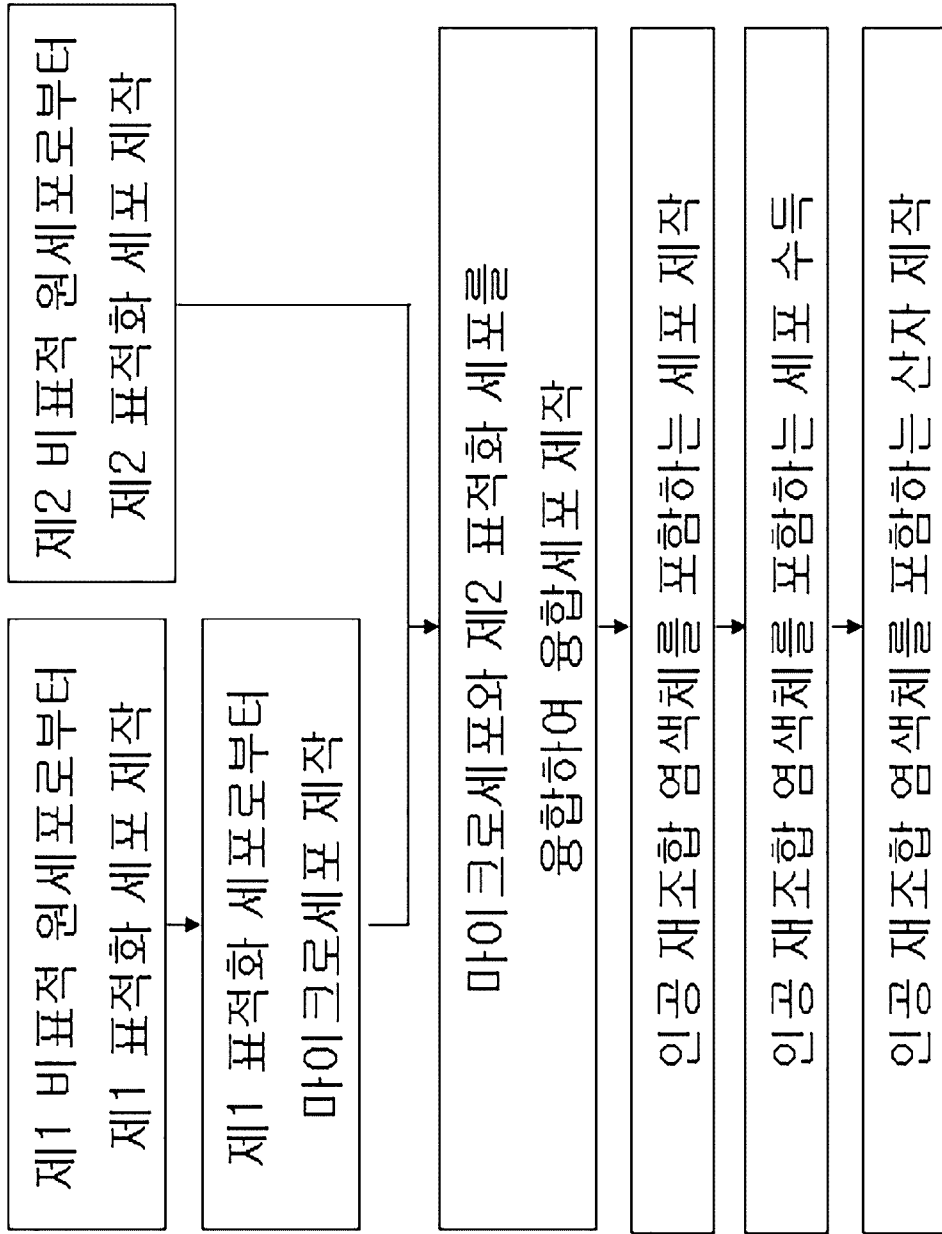 제1 비표적 원세포로부터
제1 표적화 세포 제작
제2 비표적 원세포로부터
제2 표적화 세포 제작
제1 표적화 세포로부터
마이크로세포 제작
마이크로세포와 제2 표적화 세포를
융합하여 융합세포 제작
인공 재조합 염색체를 포함하는 세포 제작
인공 재조합 염색체를 포함하는 세포 수득
인공 재조합 염색체를 포함하는 산자 제작